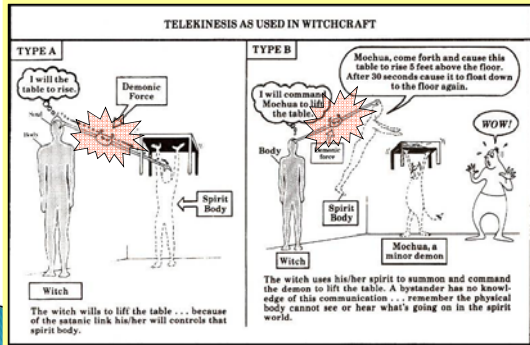 TELEKINESIS AS USED IN WITCHCRAFT
TYPE A
I will the
table to rise.
Demonic
Force
Soul
Body
Spirit
Body
Witch
The witch wills to lift the table . . . because
of the satanic link his/her will controls that
spirit body.
TYPE B
Mochua, come forth and cause this
table to rise 5 feet above the floor.
After 30 seconds cause it to float down
to the floor again.
I will command
Mochua to lift
the table.
Body
Demonic
force
WOW!
Spirit
Body
Mochua, a
minor demon
Witch
The witch uses his/her spirit to summon and command
the demon to lift the table. A bystander has no knowl-
edge of this communication . . . remember the physical
body cannot see or hear what's going on in the spirit
world.